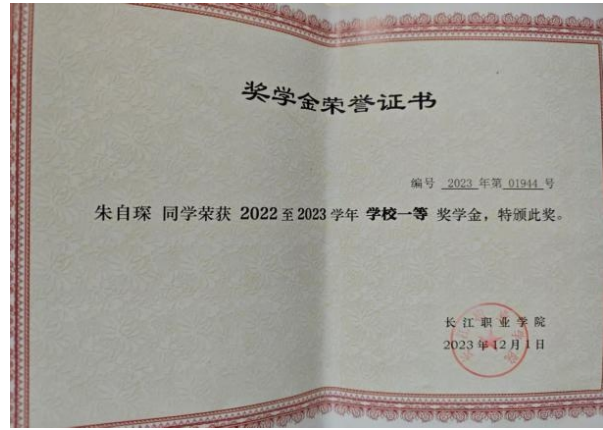 奖学金荣誉证书
编号 2023 年第 01944 号
朱自琛 同学荣获 2022 至 2023 学年 学校一等 奖学金，特颁此奖。
长江职业学院
2023 年 12 月 1 日